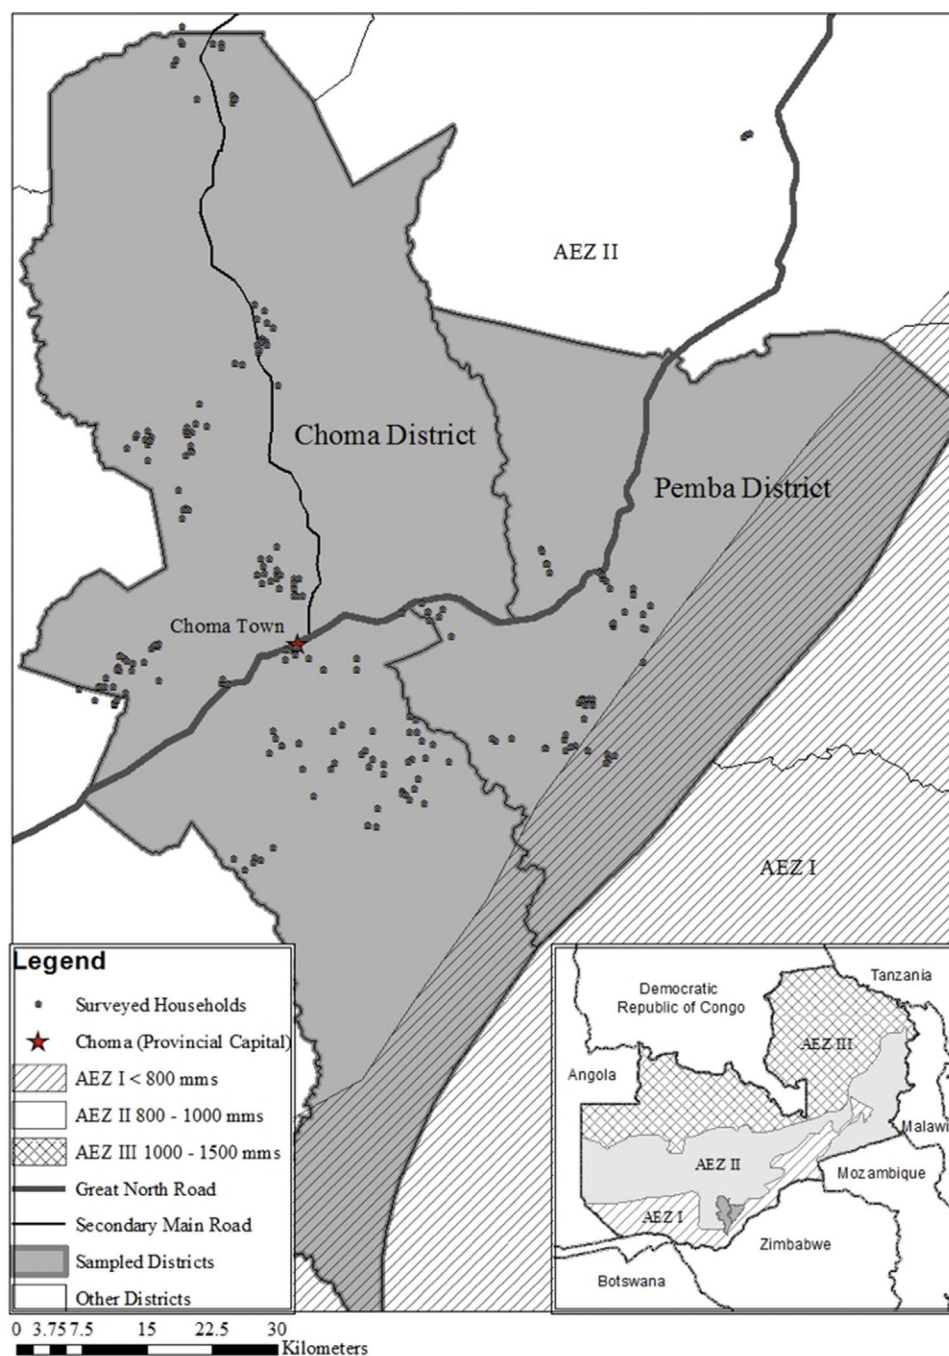 AEZ II
Choma District
Pemba District
Choma Town
AEZ I
Legend
Surveyed Households
Choma (Provincial Capital)
AEZ I < 800 mms
AEZ II 800 - 1000 mms
AEZ III 1000 - 1500 mms
Great North Road
Secondary Main Road
Sampled Districts
Other Districts
0 3.75 7.5 15 22.5 30
Kilometers
Democratic
Republic of Congo
Tanzania
AEZ III
Angola
Malawi
AEZ II
Mozambique
AEZ I
Zimbabwe
Botswana